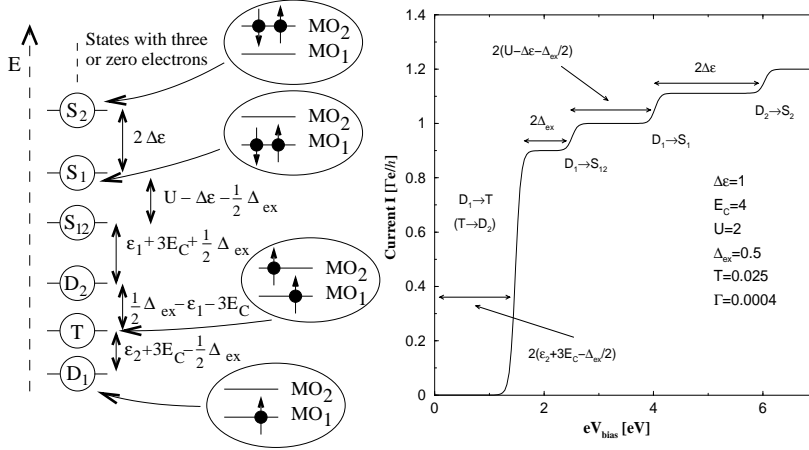 E
States with three
or zero electrons
MO2
MO1
S2
2 Δε
MO2
MO1
S1
U − Δε − 1/2 Δex
S12
ε1+3EC+1/2 Δex
MO2
MO1
D2
1/2 Δex−ε1−3EC
T
ε2+3EC−1/2 Δex
D1
MO2
MO1
Current I [Γe/ħ]
1.4
1.2
1.0
0.8
0.6
0.4
0.2
0
0 2 4 6
eVbias [eV]
2(U−Δε−Δex/2)
2Δε
2Δex
D1→S12
D1→S1
D2→S2
D1→T
(T→D2)
2(ε2+3EC−Δex/2)
Δε=1
EC=4
U=2
Δex=0.5
T=0.025
Γ=0.0004